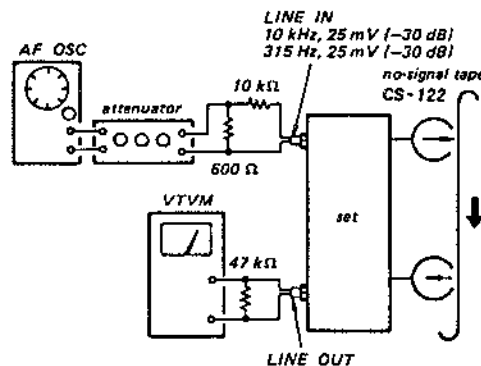 LINE IN
10 kHz, 25 mV (−30 dB)
315 Hz, 25 mV (−30 dB)
AF OSC
attenuator
10 kΩ
no-signal tape
CS-122
600 Ω
VTVM
47 kΩ
set
LINE OUT